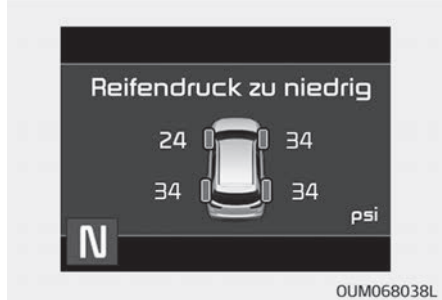 Reifendruck zu niedrig
24 34
34 34
psi
N
OUM068038L